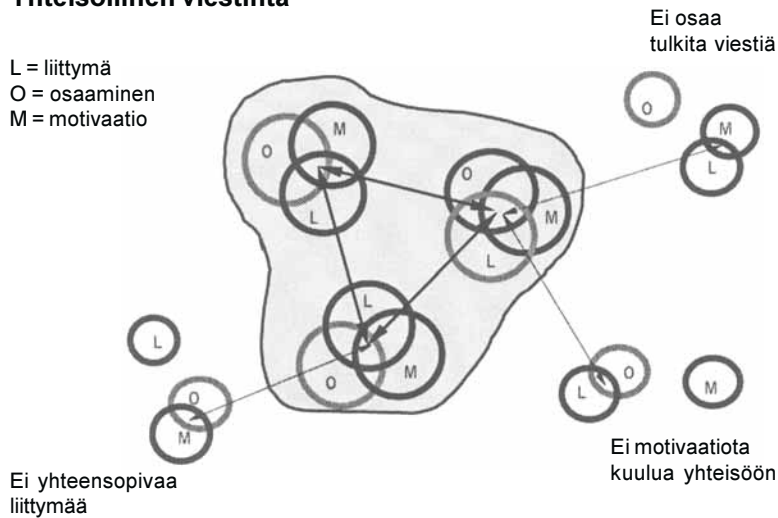 Yhteisöllinen viestintä
Ei osaa
tulkita viestiä
L = liittymä
O = osaaminen
M = motivaatio
O
M
L
O
M
L
O
M
L
L
O
M
L
O
M
L
O
M
L
O
M
Ei yhteensopivaa
liittymää
Ei motivaatiota
kuulua yhteisöön